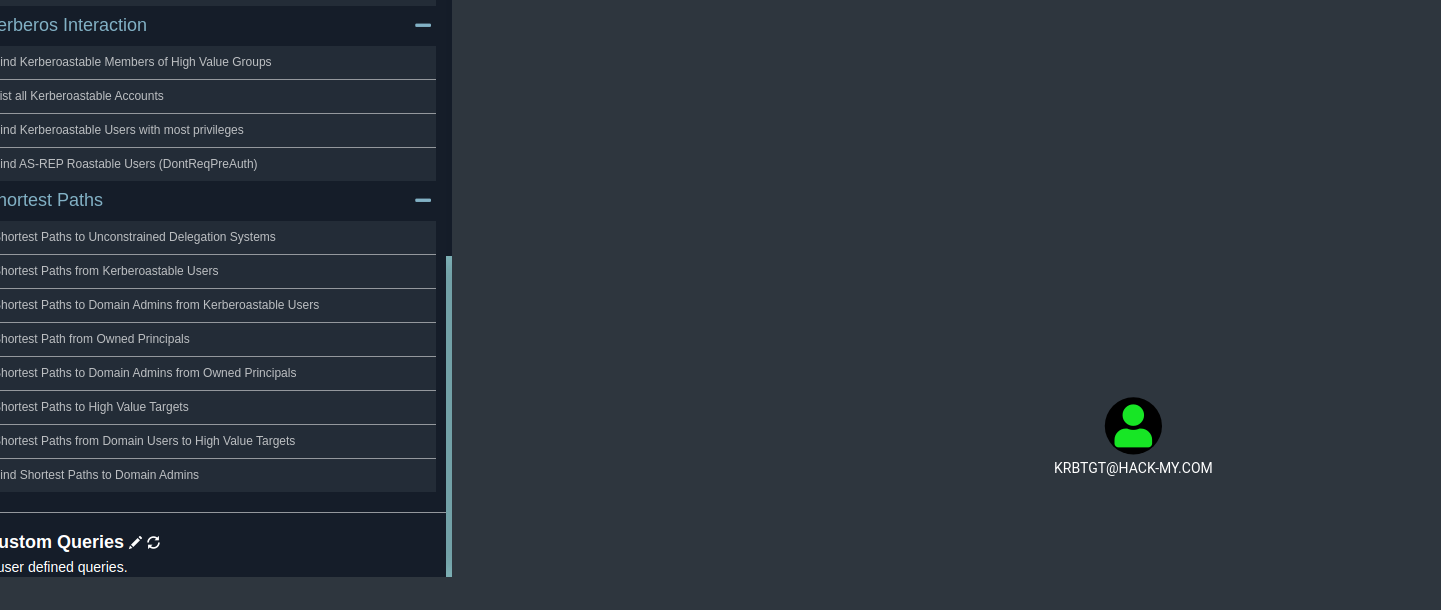 erberos Interaction
ind Kerberoastable Members of High Value Groups
ist all Kerberoastable Accounts
ind Kerberoastable Users with most privileges
ind AS-REP Roastable Users (DontReqPreAuth)
hortest Paths
hortest Paths to Unconstrained Delegation Systems
hortest Paths from Kerberoastable Users
hortest Paths to Domain Admins from Kerberoastable Users
hortest Path from Owned Principals
hortest Paths to Domain Admins from Owned Principals
hortest Paths to High Value Targets
hortest Paths from Domain Users to High Value Targets
ind Shortest Paths to Domain Admins
ustom Queries
user defined queries.
KRBTGT@HACK-MY.COM